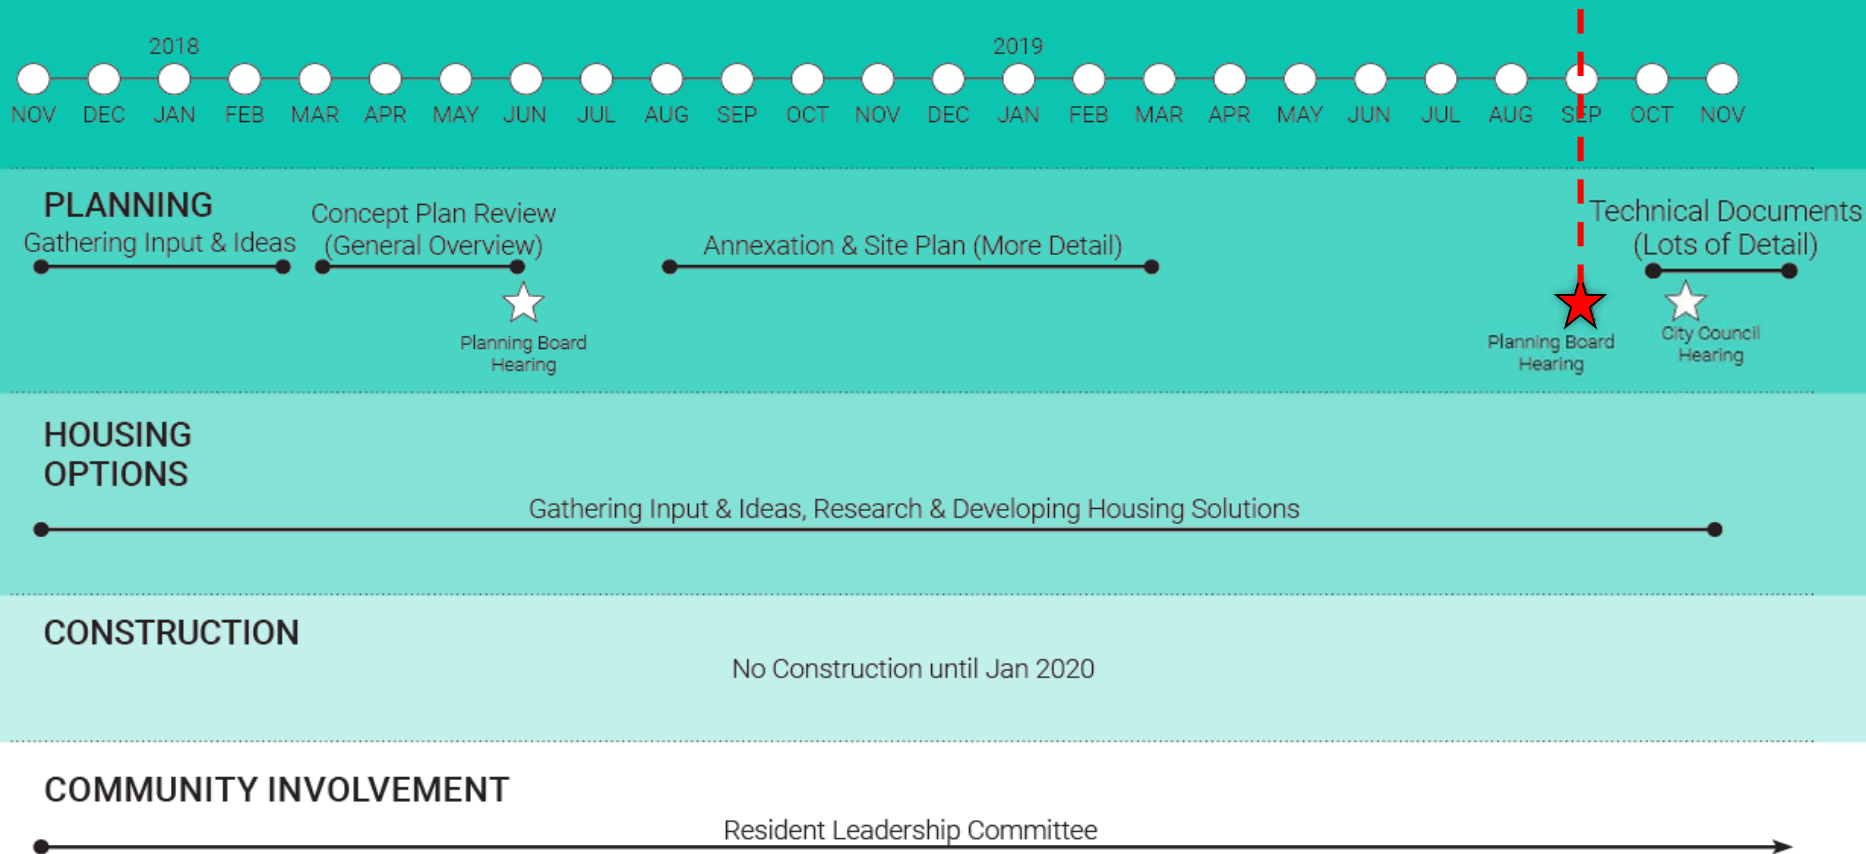 2018 2019
NOV DEC JAN FEB MAR APR MAY JUN JUL AUG SEP OCT NOV DEC JAN FEB MAR APR MAY JUN JUL AUG SEP OCT NOV
PLANNING
Gathering Input & Ideas
Concept Plan Review
(General Overview)
Planning Board
Hearing
Annexation & Site Plan (More Detail)
Planning Board
Hearing
Technical Documents
(Lots of Detail)
City Council
Hearing
HOUSING
OPTIONS
Gathering Input & Ideas, Research & Developing Housing Solutions
CONSTRUCTION
No Construction until Jan 2020
COMMUNITY INVOLVEMENT
Resident Leadership Committee